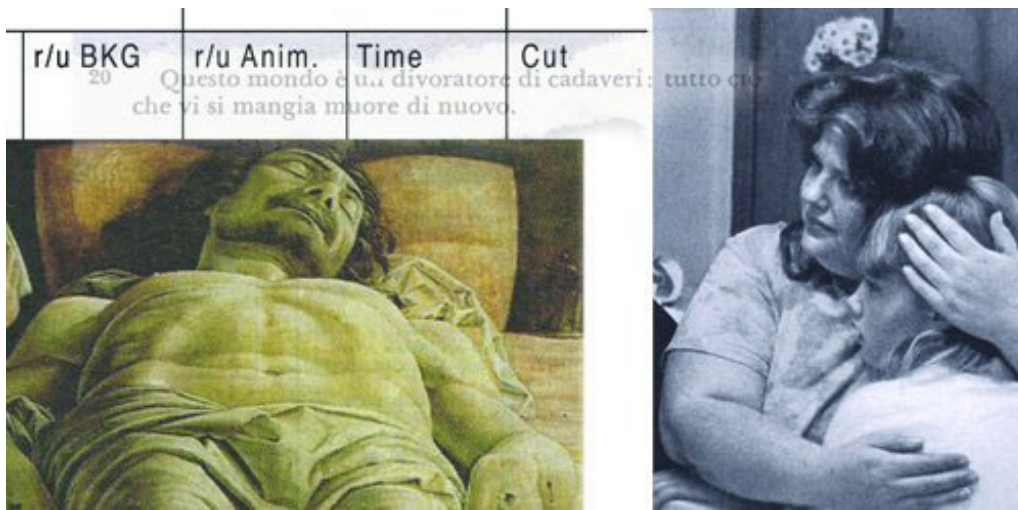 r/u BKG r/u Anim. Time Cut
20 Questo mondo è un divoratore di cadaveri: tutto ciò
che vi si mangia muore di nuovo.